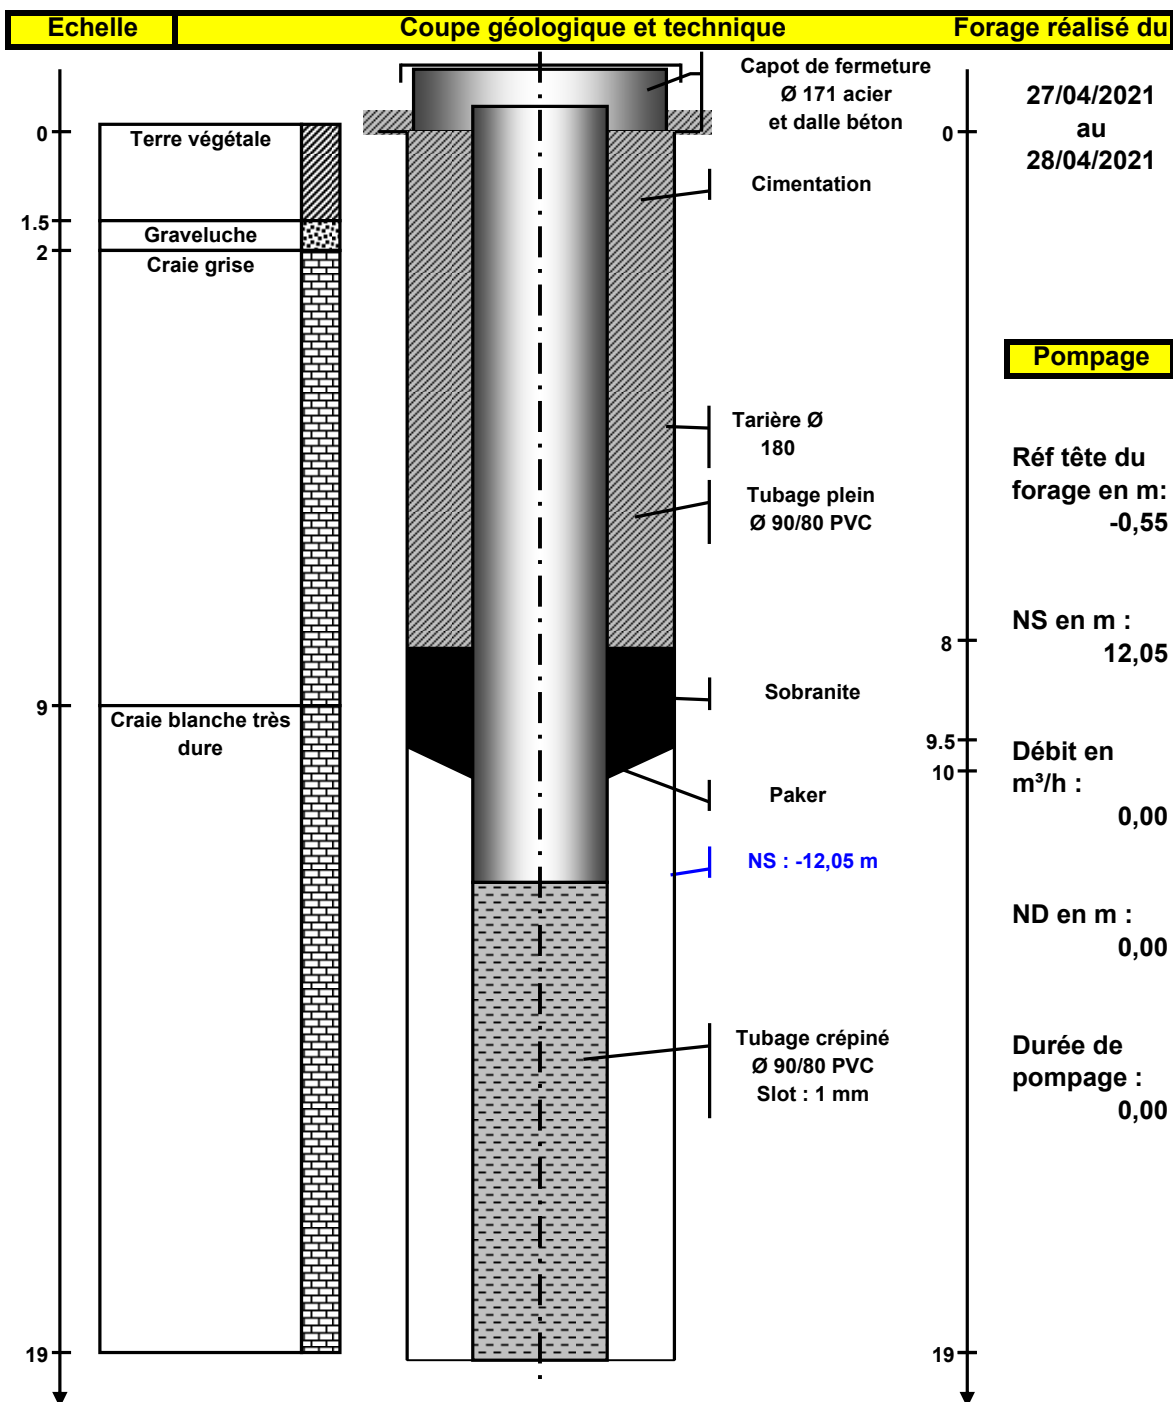 Echelle
Coupe géologique et technique
Forage réalisé du
Capot de fermeture
Ø 171 acier
et dalle béton
27/04/2021
au
28/04/2021
0
Terre végétale
0
Cimentation
1.5
Graveluche
2
Craie grise
Pompage
Tarière Ø
180
Réf tête du
forage en m:
-0,55
Tubage plein
Ø 90/80 PVC
NS en m :
12,05
8
Sobranite
9
Craie blanche très
dure
9.5
10
Débit en
m³/h :
0,00
Paker
NS : -12,05 m
ND en m :
0,00
Tubage crépiné
Ø 90/80 PVC
Slot : 1 mm
Durée de
pompage :
0,00
19
19